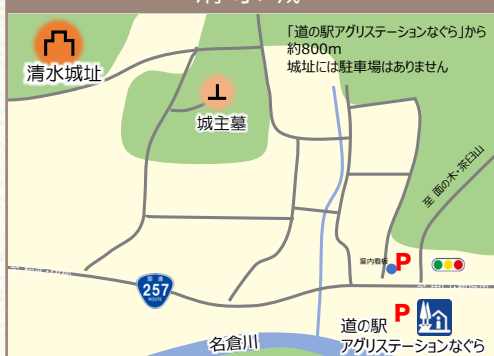 「道の駅アグリステーションなぐら」から
約800m
城址には駐車場はありません
清水城址
城主墓
至 面の木・茶臼山
案内看板
P
国道
257
ROUTE
P
道の駅
アグリステーションなぐら
名倉川